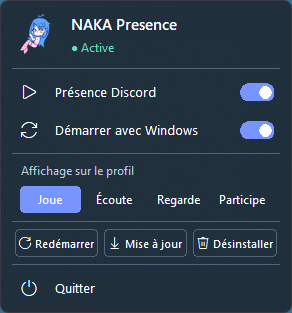 NAKA Presence
● Active
Présence Discord
Démarrer avec Windows
Affichage sur le profil
Joue Écoute Regarde Participe
Redémarrer Mise à jour Désinstaller
Quitter